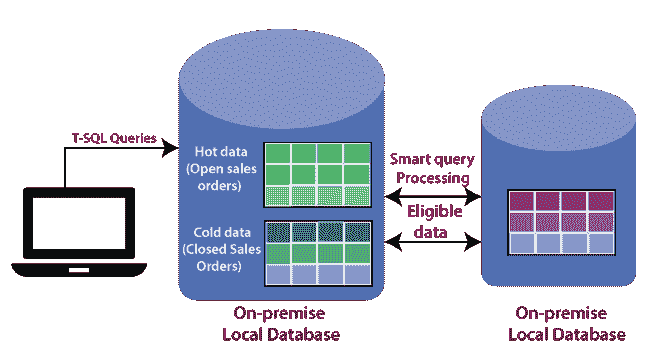 T-SQL Queries
Hot data
(Open sales
orders)
Cold data
(Closed Sales
Orders)
Smart query
Processing
Eligible
data
On-premise
Local Database
On-premise
Local Database